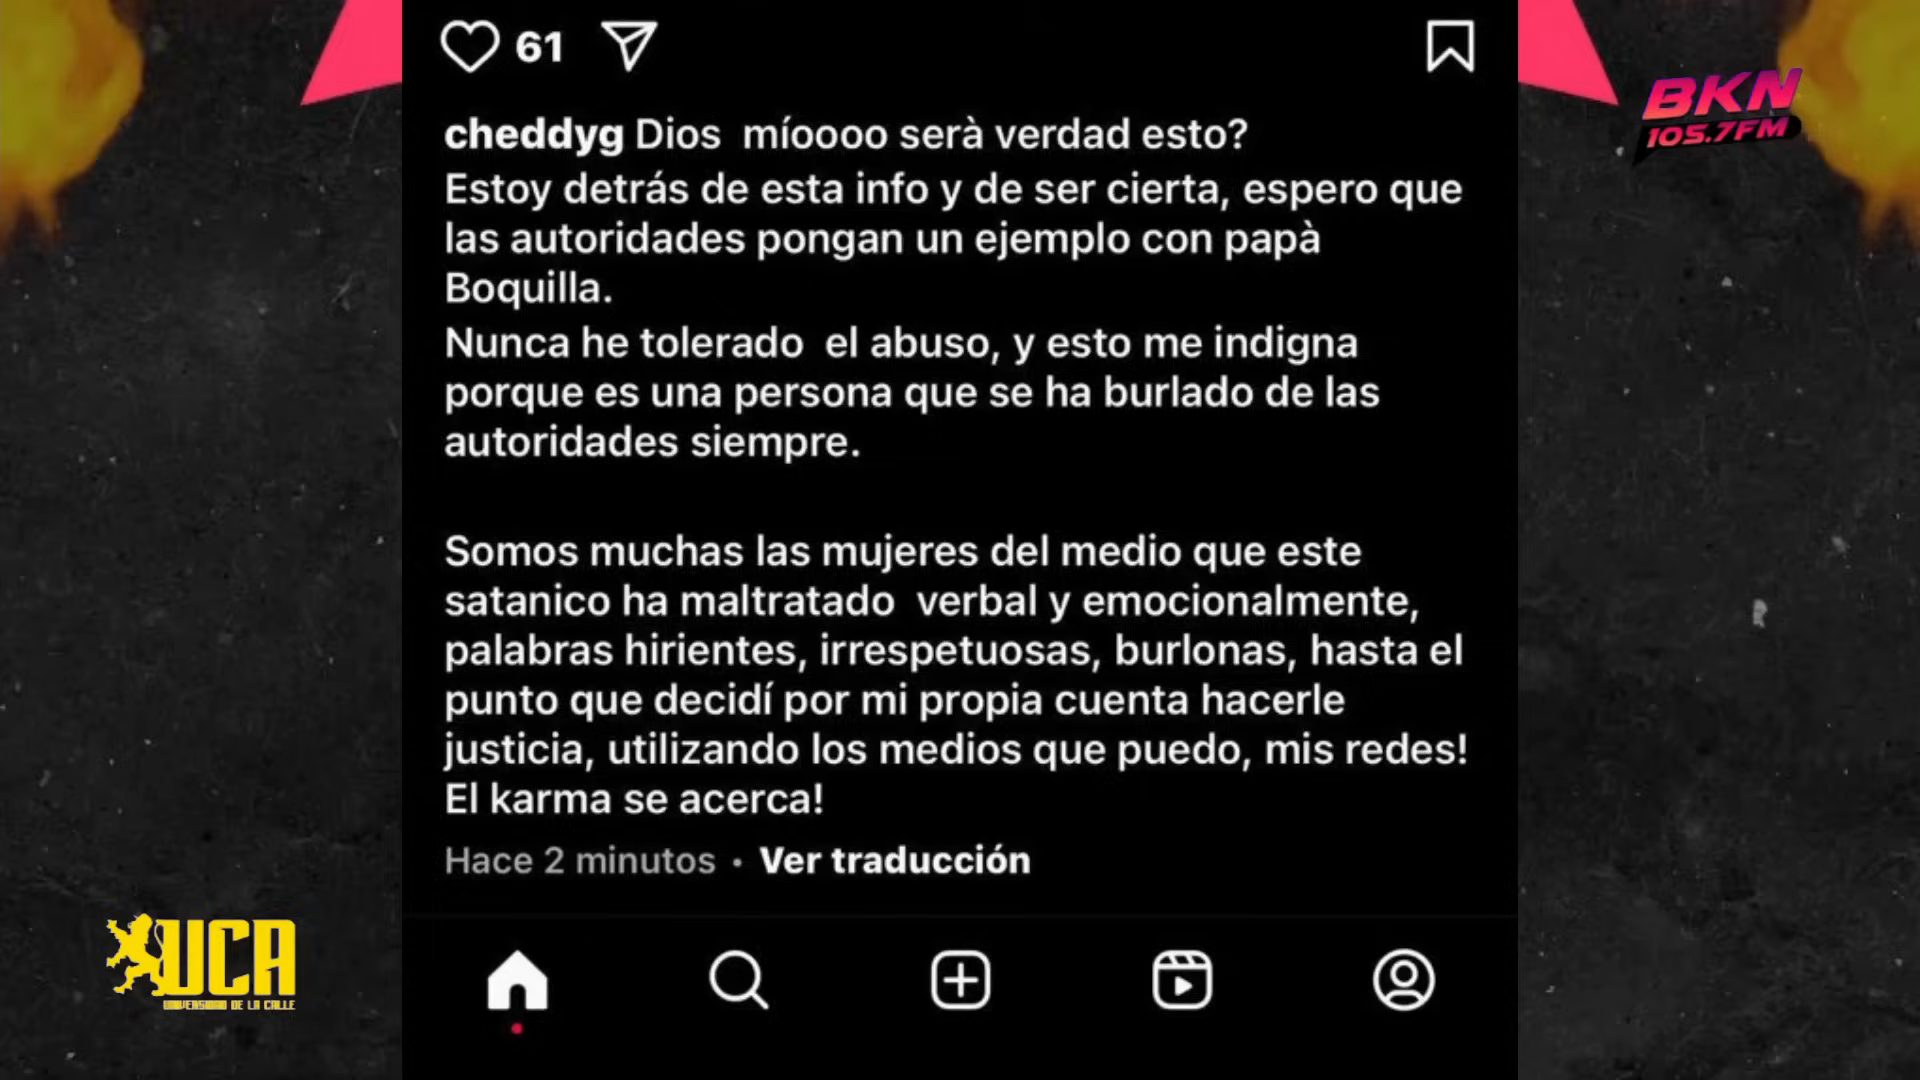 61
BKN
105.7FM
cheddyg Dios míoooo serà verdad esto?
Estoy detrás de esta info y de ser cierta, espero que
las autoridades pongan un ejemplo con papà
Boquilla.
Nunca he tolerado el abuso, y esto me indigna
porque es una persona que se ha burlado de las
autoridades siempre.
Somos muchas las mujeres del medio que este
satanico ha maltratado verbal y emocionalmente,
palabras hirientes, irrespetuosas, burlonas, hasta el
punto que decidí por mi propia cuenta hacerle
justicia, utilizando los medios que puedo, mis redes!
El karma se acerca!
Hace 2 minutos • Ver traducción
UCA
UNIVERSIDAD DE LA CALLE